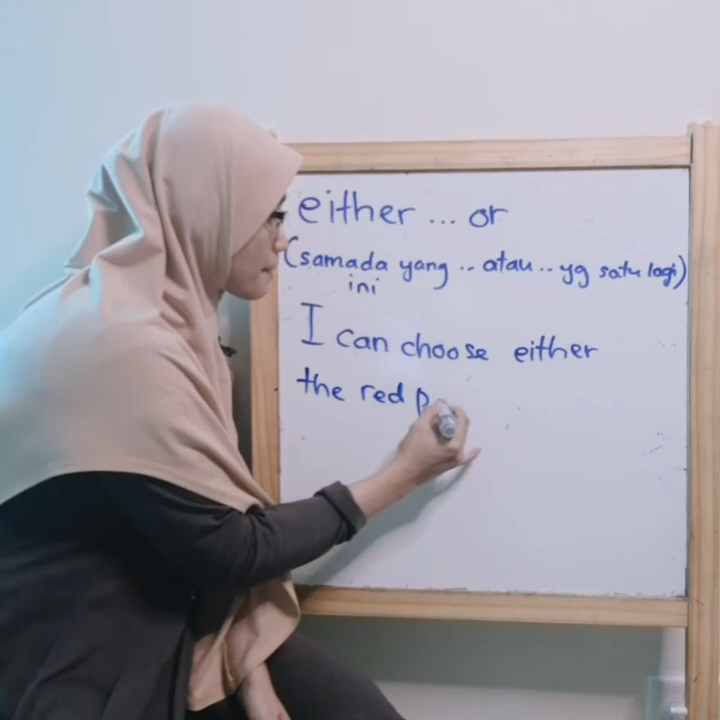 either ... or
(samada yang .. atau .. yg satu lagi)
ini
I can choose either
the red p